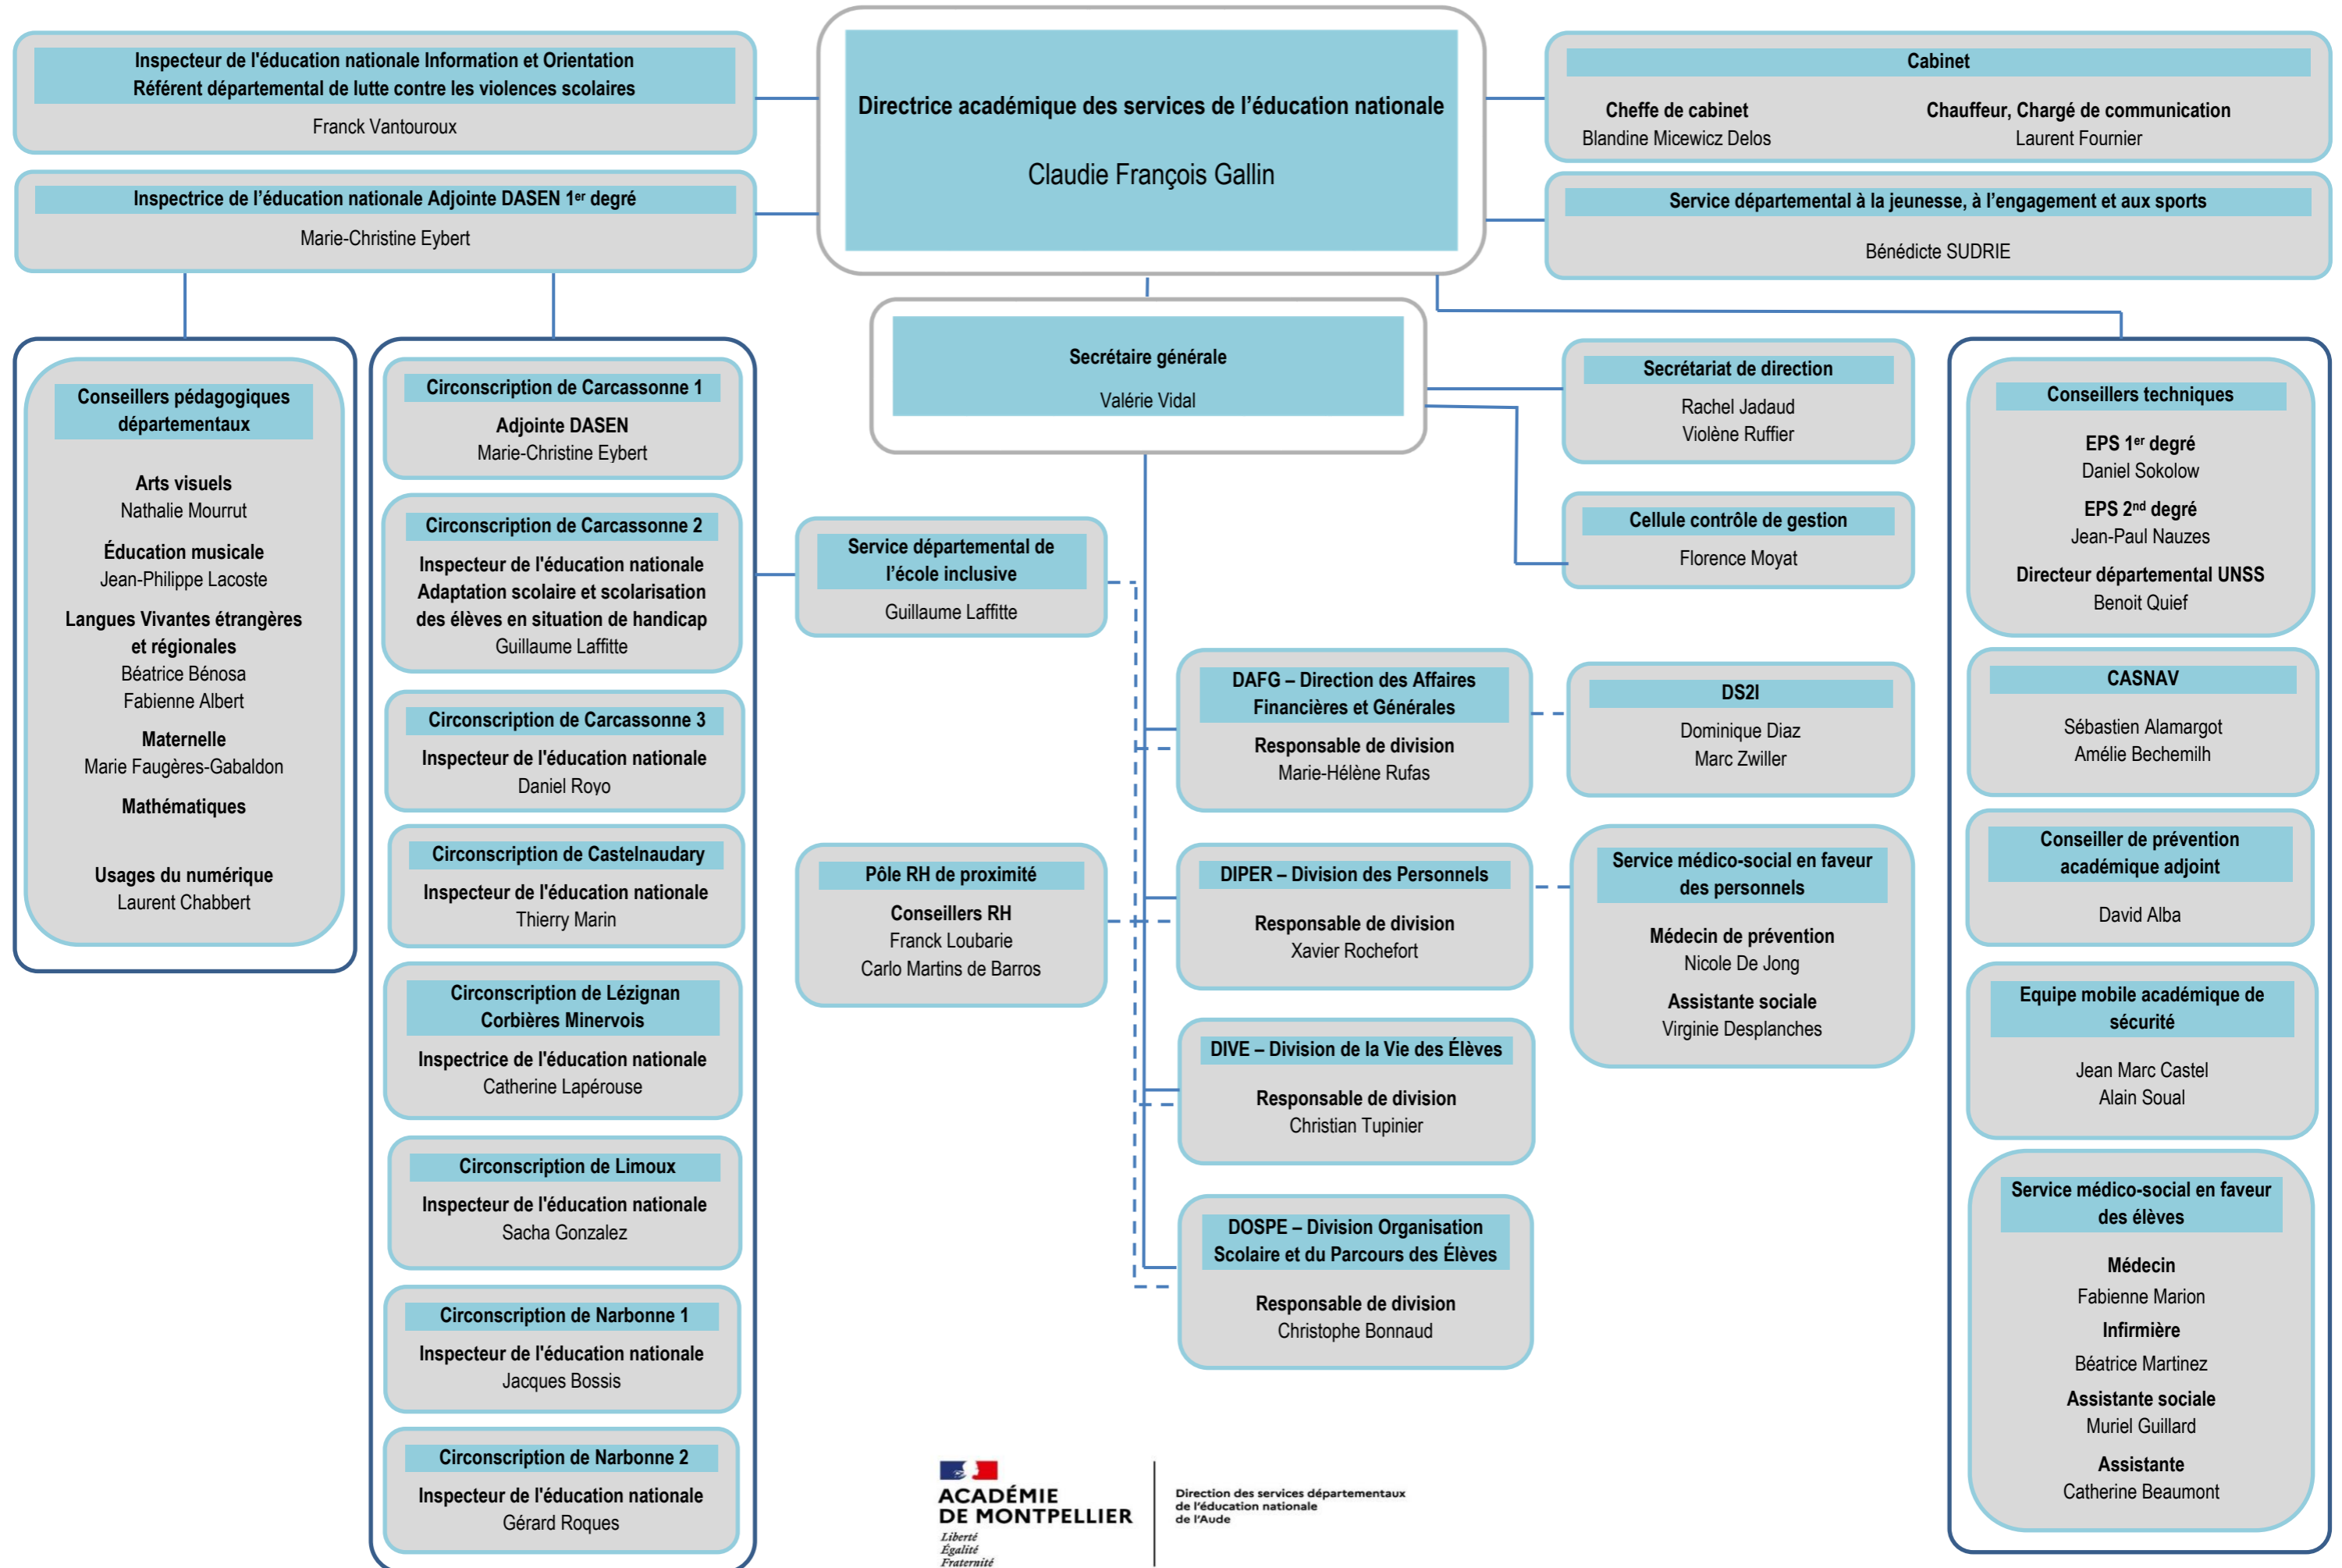 Inspecteur de l'éducation nationale Information et Orientation
Référent départemental de lutte contre les violences scolaires
Franck Vantouroux
Inspectrice de l’éducation nationale Adjointe DASEN 1er degré
Marie-Christine Eybert
Directrice académique des services de l’éducation nationale
Claudie François Gallin
Cabinet
Cheffe de cabinet
Blandine Micewicz Delos
Chauffeur, Chargé de communication
Laurent Fournier
Service départemental à la jeunesse, à l’engagement et aux sports
Bénédicte SUDRIE
Secrétaire générale
Valérie Vidal
Secrétariat de direction
Rachel Jadaud
Violène Ruffier
Cellule contrôle de gestion
Florence Moyat
Conseillers pédagogiques
départementaux
Arts visuels
Nathalie Mourrut
Éducation musicale
Jean-Philippe Lacoste
Langues Vivantes étrangères
et régionales
Béatrice Bénosa
Fabienne Albert
Maternelle
Marie Faugères-Gabaldon
Mathématiques
Usages du numérique
Laurent Chabbert
Circonscription de Carcassonne 1
Adjointe DASEN
Marie-Christine Eybert
Circonscription de Carcassonne 2
Inspecteur de l'éducation nationale
Adaptation scolaire et scolarisation
des élèves en situation de handicap
Guillaume Laffitte
Circonscription de Carcassonne 3
Inspecteur de l'éducation nationale
Daniel Royo
Circonscription de Castelnaudary
Inspecteur de l'éducation nationale
Thierry Marin
Circonscription de Lézignan
Corbières Minervois
Inspectrice de l'éducation nationale
Catherine Lapérouse
Circonscription de Limoux
Inspecteur de l'éducation nationale
Sacha Gonzalez
Circonscription de Narbonne 1
Inspecteur de l'éducation nationale
Jacques Bossis
Circonscription de Narbonne 2
Inspecteur de l'éducation nationale
Gérard Roques
Service départemental de
l’école inclusive
Guillaume Laffitte
Pôle RH de proximité
Conseillers RH
Franck Loubarie
Carlo Martins de Barros
DAFG – Direction des Affaires
Financières et Générales
Responsable de division
Marie-Hélène Rufas
DS2I
Dominique Diaz
Marc Zwiller
DIPER – Division des Personnels
Responsable de division
Xavier Rochefort
Service médico-social en faveur
des personnels
Médecin de prévention
Nicole De Jong
Assistante sociale
Virginie Desplanches
DIVE – Division de la Vie des Élèves
Responsable de division
Christian Tupinier
DOSPE – Division Organisation
Scolaire et du Parcours des Élèves
Responsable de division
Christophe Bonnaud
Conseillers techniques
EPS 1er degré
Daniel Sokolow
EPS 2nd degré
Jean-Paul Nauzes
Directeur départemental UNSS
Benoit Quief
CASNAV
Sébastien Alamargot
Amélie Bechemilh
Conseiller de prévention
académique adjoint
David Alba
Equipe mobile académique de
sécurité
Jean Marc Castel
Alain Soual
Service médico-social en faveur
des élèves
Médecin
Fabienne Marion
Infirmière
Béatrice Martinez
Assistante sociale
Muriel Guillard
Assistante
Catherine Beaumont
ACADÉMIE
DE MONTPELLIER
Liberté
Égalité
Fraternité
Direction des services départementaux
de l’éducation nationale
de l’Aude